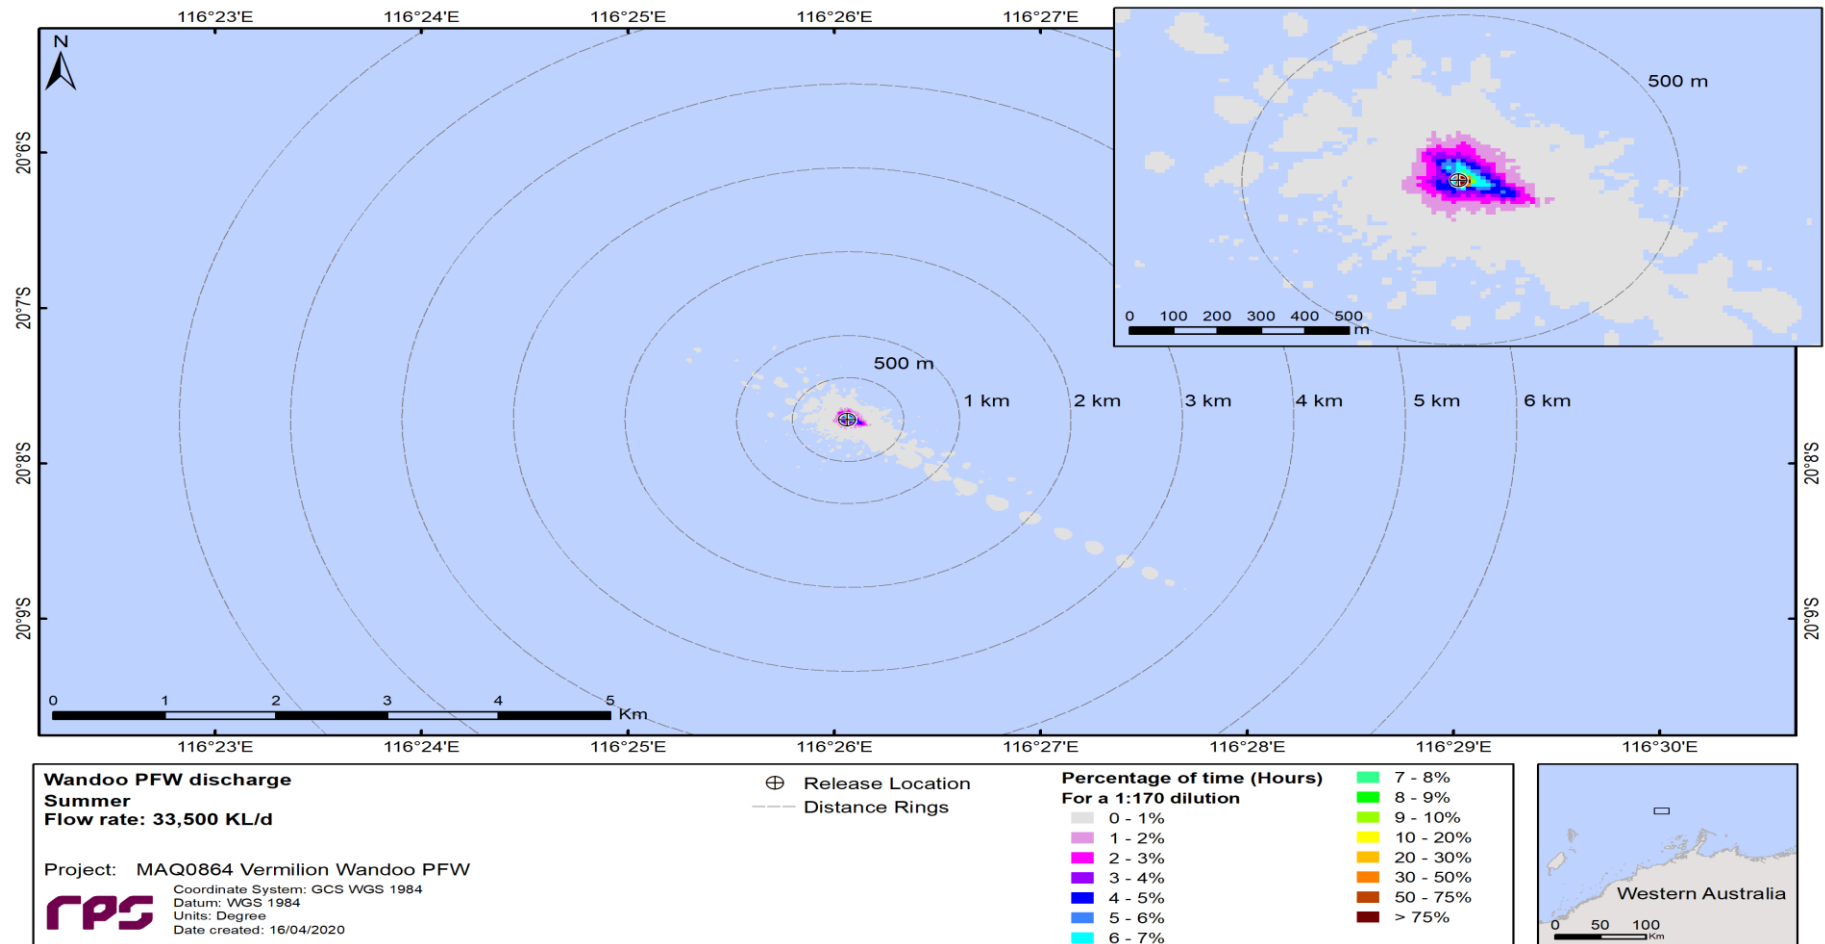 116°23'E 116°24'E 116°25'E 116°26'E 116°27'E
N
500 m
0 100 200 300 400 500
m
20°6'S
20°7'S
20°8'S
20°9'S
500 m
1 km 2 km 3 km 4 km 5 km 6 km
20°8'S
20°9'S
0 1 2 3 4 5
Km
116°23'E 116°24'E 116°25'E 116°26'E 116°27'E 116°28'E 116°29'E 116°30'E
Wandoo PFW discharge
Summer
Flow rate: 33,500 KL/d
Project: MAQ0864 Vermilion Wandoo PFW
rps
Coordinate System: GCS WGS 1984
Datum: WGS 1984
Units: Degree
Date created: 16/04/2020
Release Location
Distance Rings
Percentage of time (Hours)
For a 1:170 dilution
0 - 1%
1 - 2%
2 - 3%
3 - 4%
4 - 5%
5 - 6%
6 - 7%
7 - 8%
8 - 9%
9 - 10%
10 - 20%
20 - 30%
30 - 50%
50 - 75%
> 75%
Western Australia
0 50 100
Km